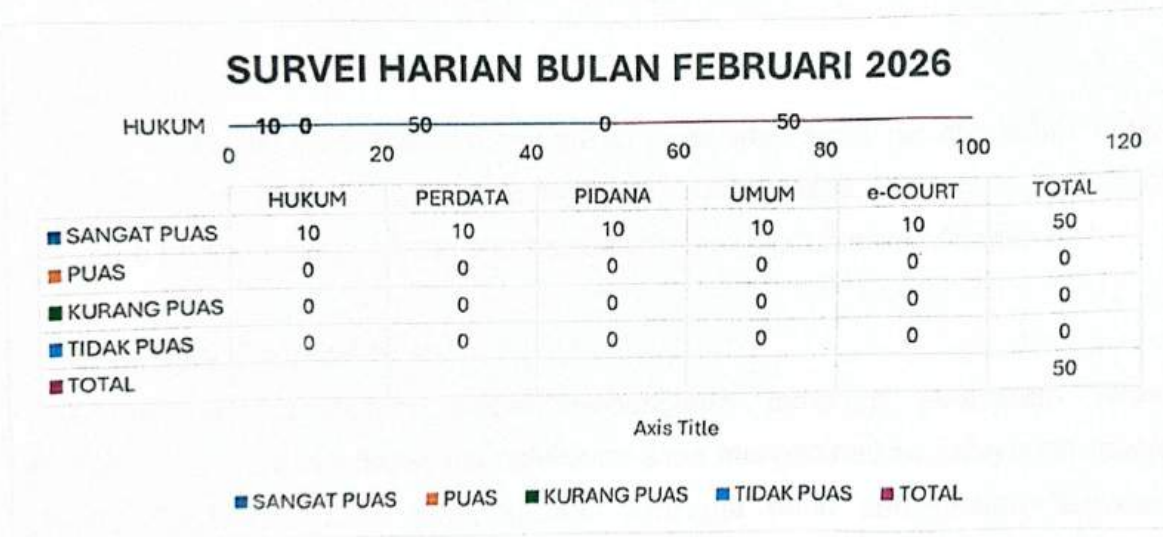 SURVEI HARIAN BULAN FEBRUARI 2026
HUKUM 10 0 50 0 50
0 20 40 60 80 100 120
HUKUM PERDATA PIDANA UMUM e-COURT TOTAL
SANGAT PUAS 10 10 10 10 10 50
PUAS 0 0 0 0 0 0
KURANG PUAS 0 0 0 0 0 0
TIDAK PUAS 0 0 0 0 0 0
TOTAL 50
Axis Title
SANGAT PUAS PUAS KURANG PUAS TIDAK PUAS TOTAL